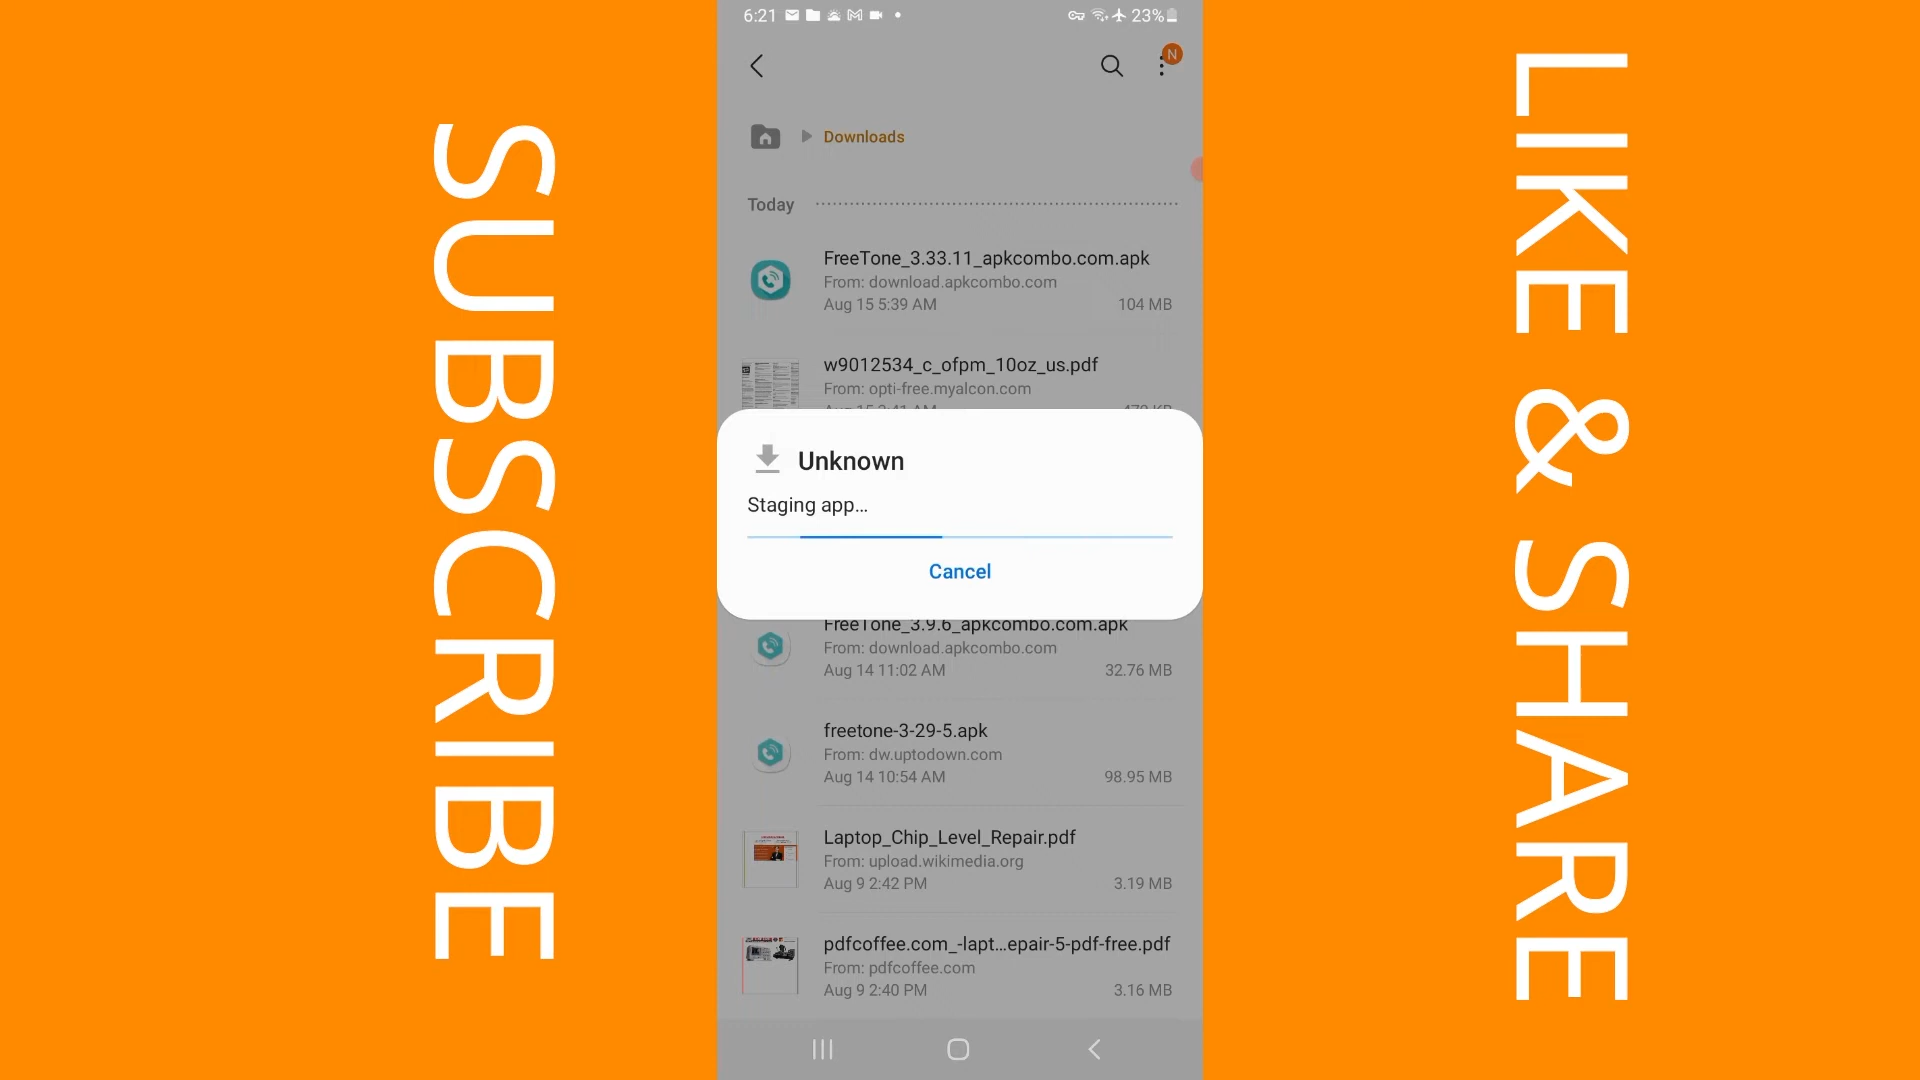 SUBSCRIBE
6:21
23%
N
Downloads
Today
FreeTone_3.33.11_apkcombo.com.apk
From: download.apkcombo.com
Aug 15 5:39 AM 104 MB
w9012534_c_ofpm_10oz_us.pdf
From: opti-free.myalcon.com
Unknown
Staging app...
Cancel
FreeTone_3.9.6_apkcombo.com.apk
From: download.apkcombo.com
Aug 14 11:02 AM 32.76 MB
freetone-3-29-5.apk
From: dw.uptodown.com
Aug 14 10:54 AM 98.95 MB
Laptop_Chip_Level_Repair.pdf
From: upload.wikimedia.org
Aug 9 2:42 PM 3.19 MB
pdfcoffee.com_-lapt...epair-5-pdf-free.pdf
From: pdfcoffee.com
Aug 9 2:40 PM 3.16 MB
LIKE & SHARE